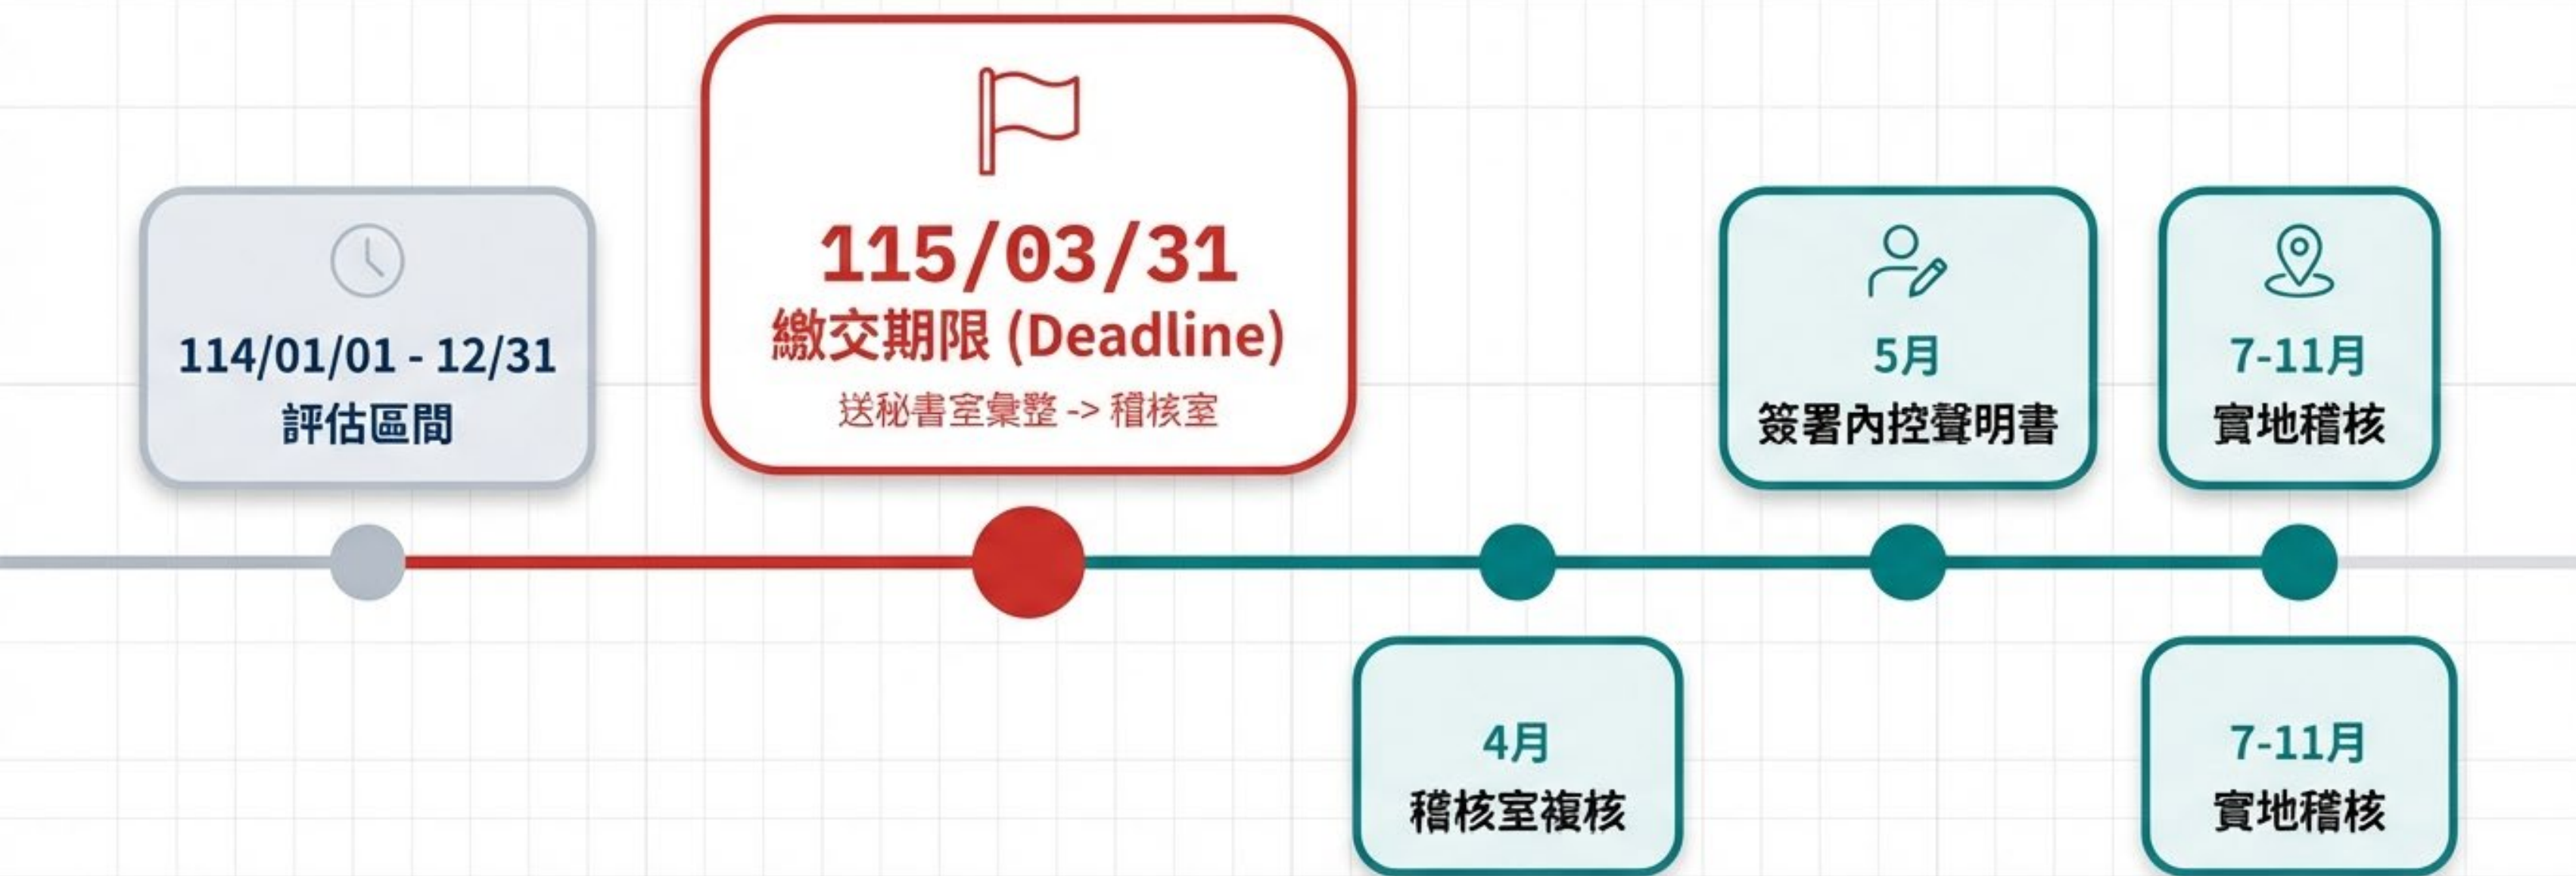 114/01/01 - 12/31
評估區間
115/03/31
繳交期限 (Deadline)
送秘書室彙整 -> 稽核室
4月
稽核室複核
5月
簽署內控聲明書
7-11月
實地稽核
7-11月
實地稽核